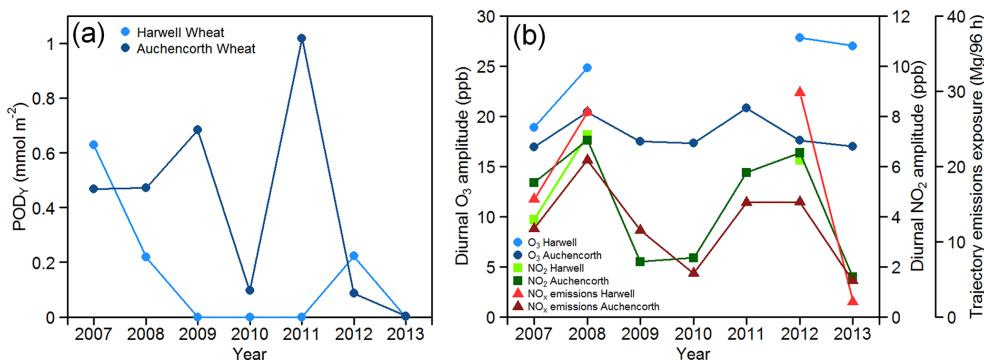 (a)
Harwell Wheat
Auchencorth Wheat
POD_Y (mmol m⁻²)
1
0.8
0.6
0.4
0.2
0
2007 2008 2009 2010 2011 2012 2013
Year
(b)
Diurnal O₃ amplitude (ppb)
30
25
20
15
10
5
0
O₃ Harwell
O₃ Auchencorth
NO₂ Harwell
NO₂ Auchencorth
NOₓ emissions Harwell
NOₓ emissions Auchencorth
2007 2008 2009 2010 2011 2012 2013
Year
12
10
8
6
4
2
0
Diurnal NO₂ amplitude (ppb)
40
30
20
10
0
Trajectory emissions exposure (Mg/96 h)